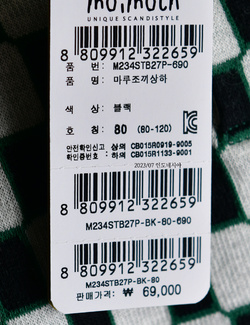 moimoln
UNIQUE SCANDISTYLE
8 809912 322659
품 번: M234STB27P-690
품 명: 마루조끼상하
색 상: 블랙
호 칭: 80 (80-120)
안전확인신고 상의 CB015R0919-9005
확인증번호: 하의 CB015R1133-9001
2023/07 인도네시아
8 809912 322659
M234STB27P-BK-80-690
8 809912 322659
M234STB27P-BK-80
판매가격: ₩ 69,000